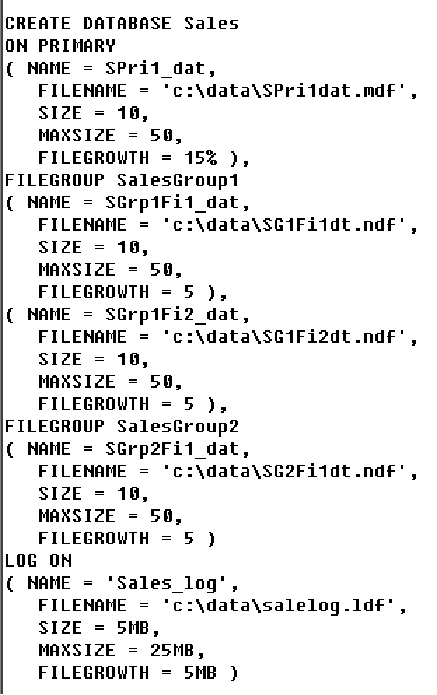 CREATE DATABASE Sales
ON PRIMARY
( NAME = SPri1_dat,
   FILENAME = 'c:\data\SPri1dat.mdf',
   SIZE = 10,
   MAXSIZE = 50,
   FILEGROWTH = 15% ),
FILEGROUP SalesGroup1
( NAME = SGrp1Fi1_dat,
   FILENAME = 'c:\data\SG1Fi1dt.ndf',
   SIZE = 10,
   MAXSIZE = 50,
   FILEGROWTH = 5 ),
( NAME = SGrp1Fi2_dat,
   FILENAME = 'c:\data\SG1Fi2dt.ndf',
   SIZE = 10,
   MAXSIZE = 50,
   FILEGROWTH = 5 ),
FILEGROUP SalesGroup2
( NAME = SGrp2Fi1_dat,
   FILENAME = 'c:\data\SG2Fi1dt.ndf',
   SIZE = 10,
   MAXSIZE = 50,
   FILEGROWTH = 5 )
LOG ON
( NAME = 'Sales_log',
   FILENAME = 'c:\data\salelog.ldf',
   SIZE = 5MB,
   MAXSIZE = 25MB,
   FILEGROWTH = 5MB )